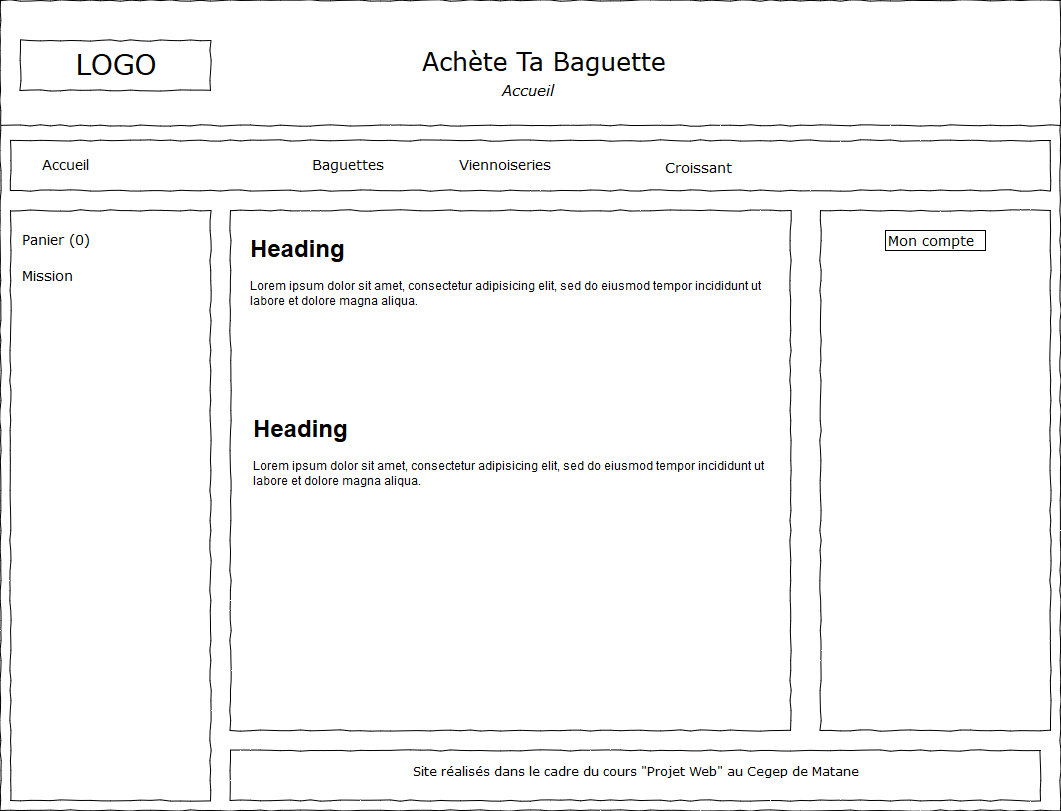 LOGO
Achète Ta Baguette
Accueil
Accueil
Baguettes
Viennoiseries
Croissant
Panier (0)
Mission
Heading
Lorem ipsum dolor sit amet, consectetur adipisicing elit, sed do eiusmod tempor incididunt ut
labore et dolore magna aliqua.
Heading
Lorem ipsum dolor sit amet, consectetur adipisicing elit, sed do eiusmod tempor incididunt ut
labore et dolore magna aliqua.
Mon compte
Site réalisés dans le cadre du cours "Projet Web" au Cegep de Matane